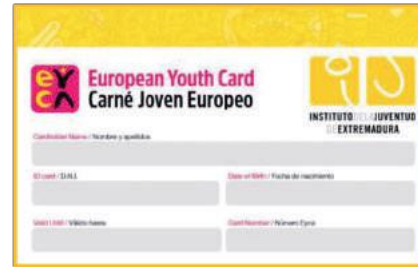 European Youth Card
Carné Joven Europeo
INSTITUTO DE LA JUVENTUD
DE EXTREMADURA
Cardholder Name / Nombre y apellidos
ID card / D.N.I.
Date of Birth / Fecha de nacimiento
Valid Until / Válido hasta
Card Number / Número Eyca